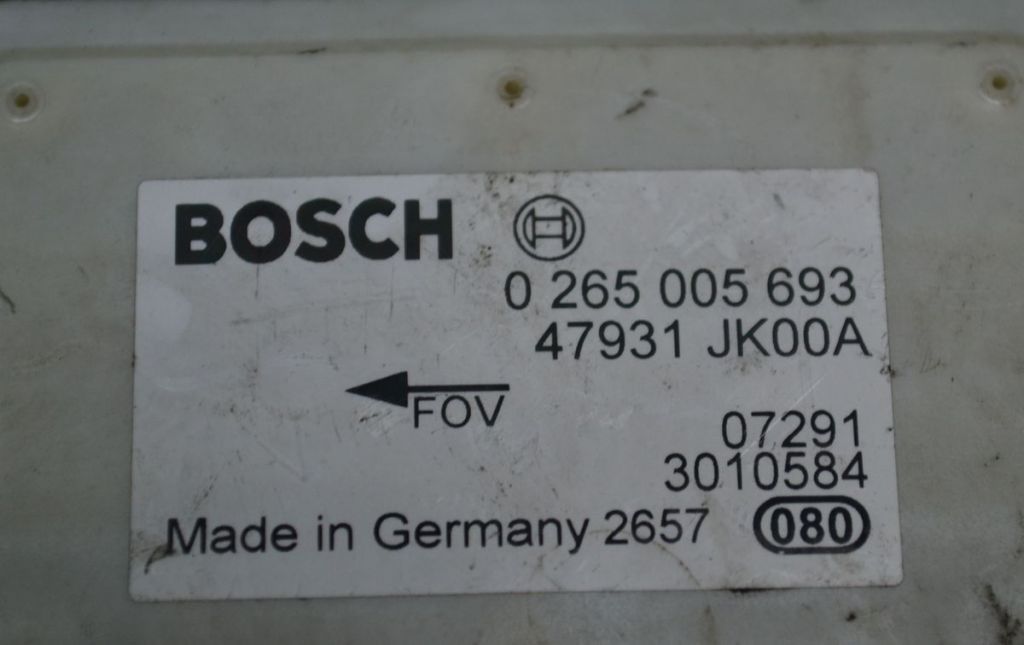 BOSCH
0 265 005 693
47931 JK00A
FOV
07291
3010584
Made in Germany 2657 080